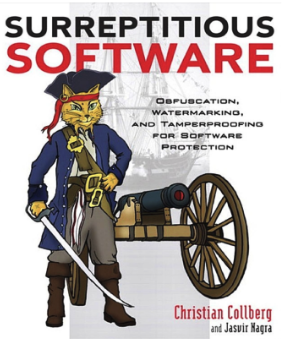 SURREPTITIOUS
SOFTWARE
OBFUSCATION,
WATERMARKING,
AND TAMPERPROOFING
FOR SOFTWARE
PROTECTION
Christian Collberg
and Jasvir Nagra